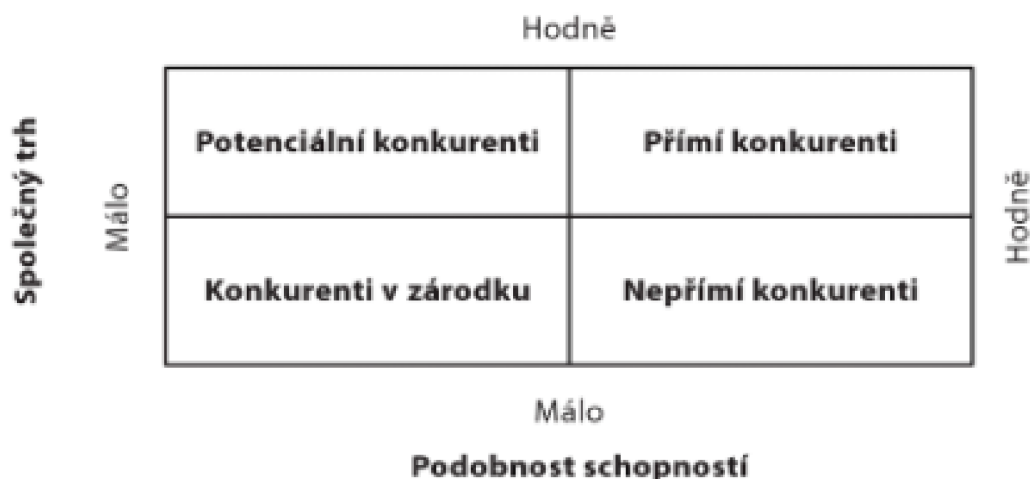 Hodně
Společný trh
Málo
Potenciální konkurenti
Přímí konkurenti
Hodně
Konkurenti v zárodku
Nepřímí konkurenti
Málo
Podobnost schopností